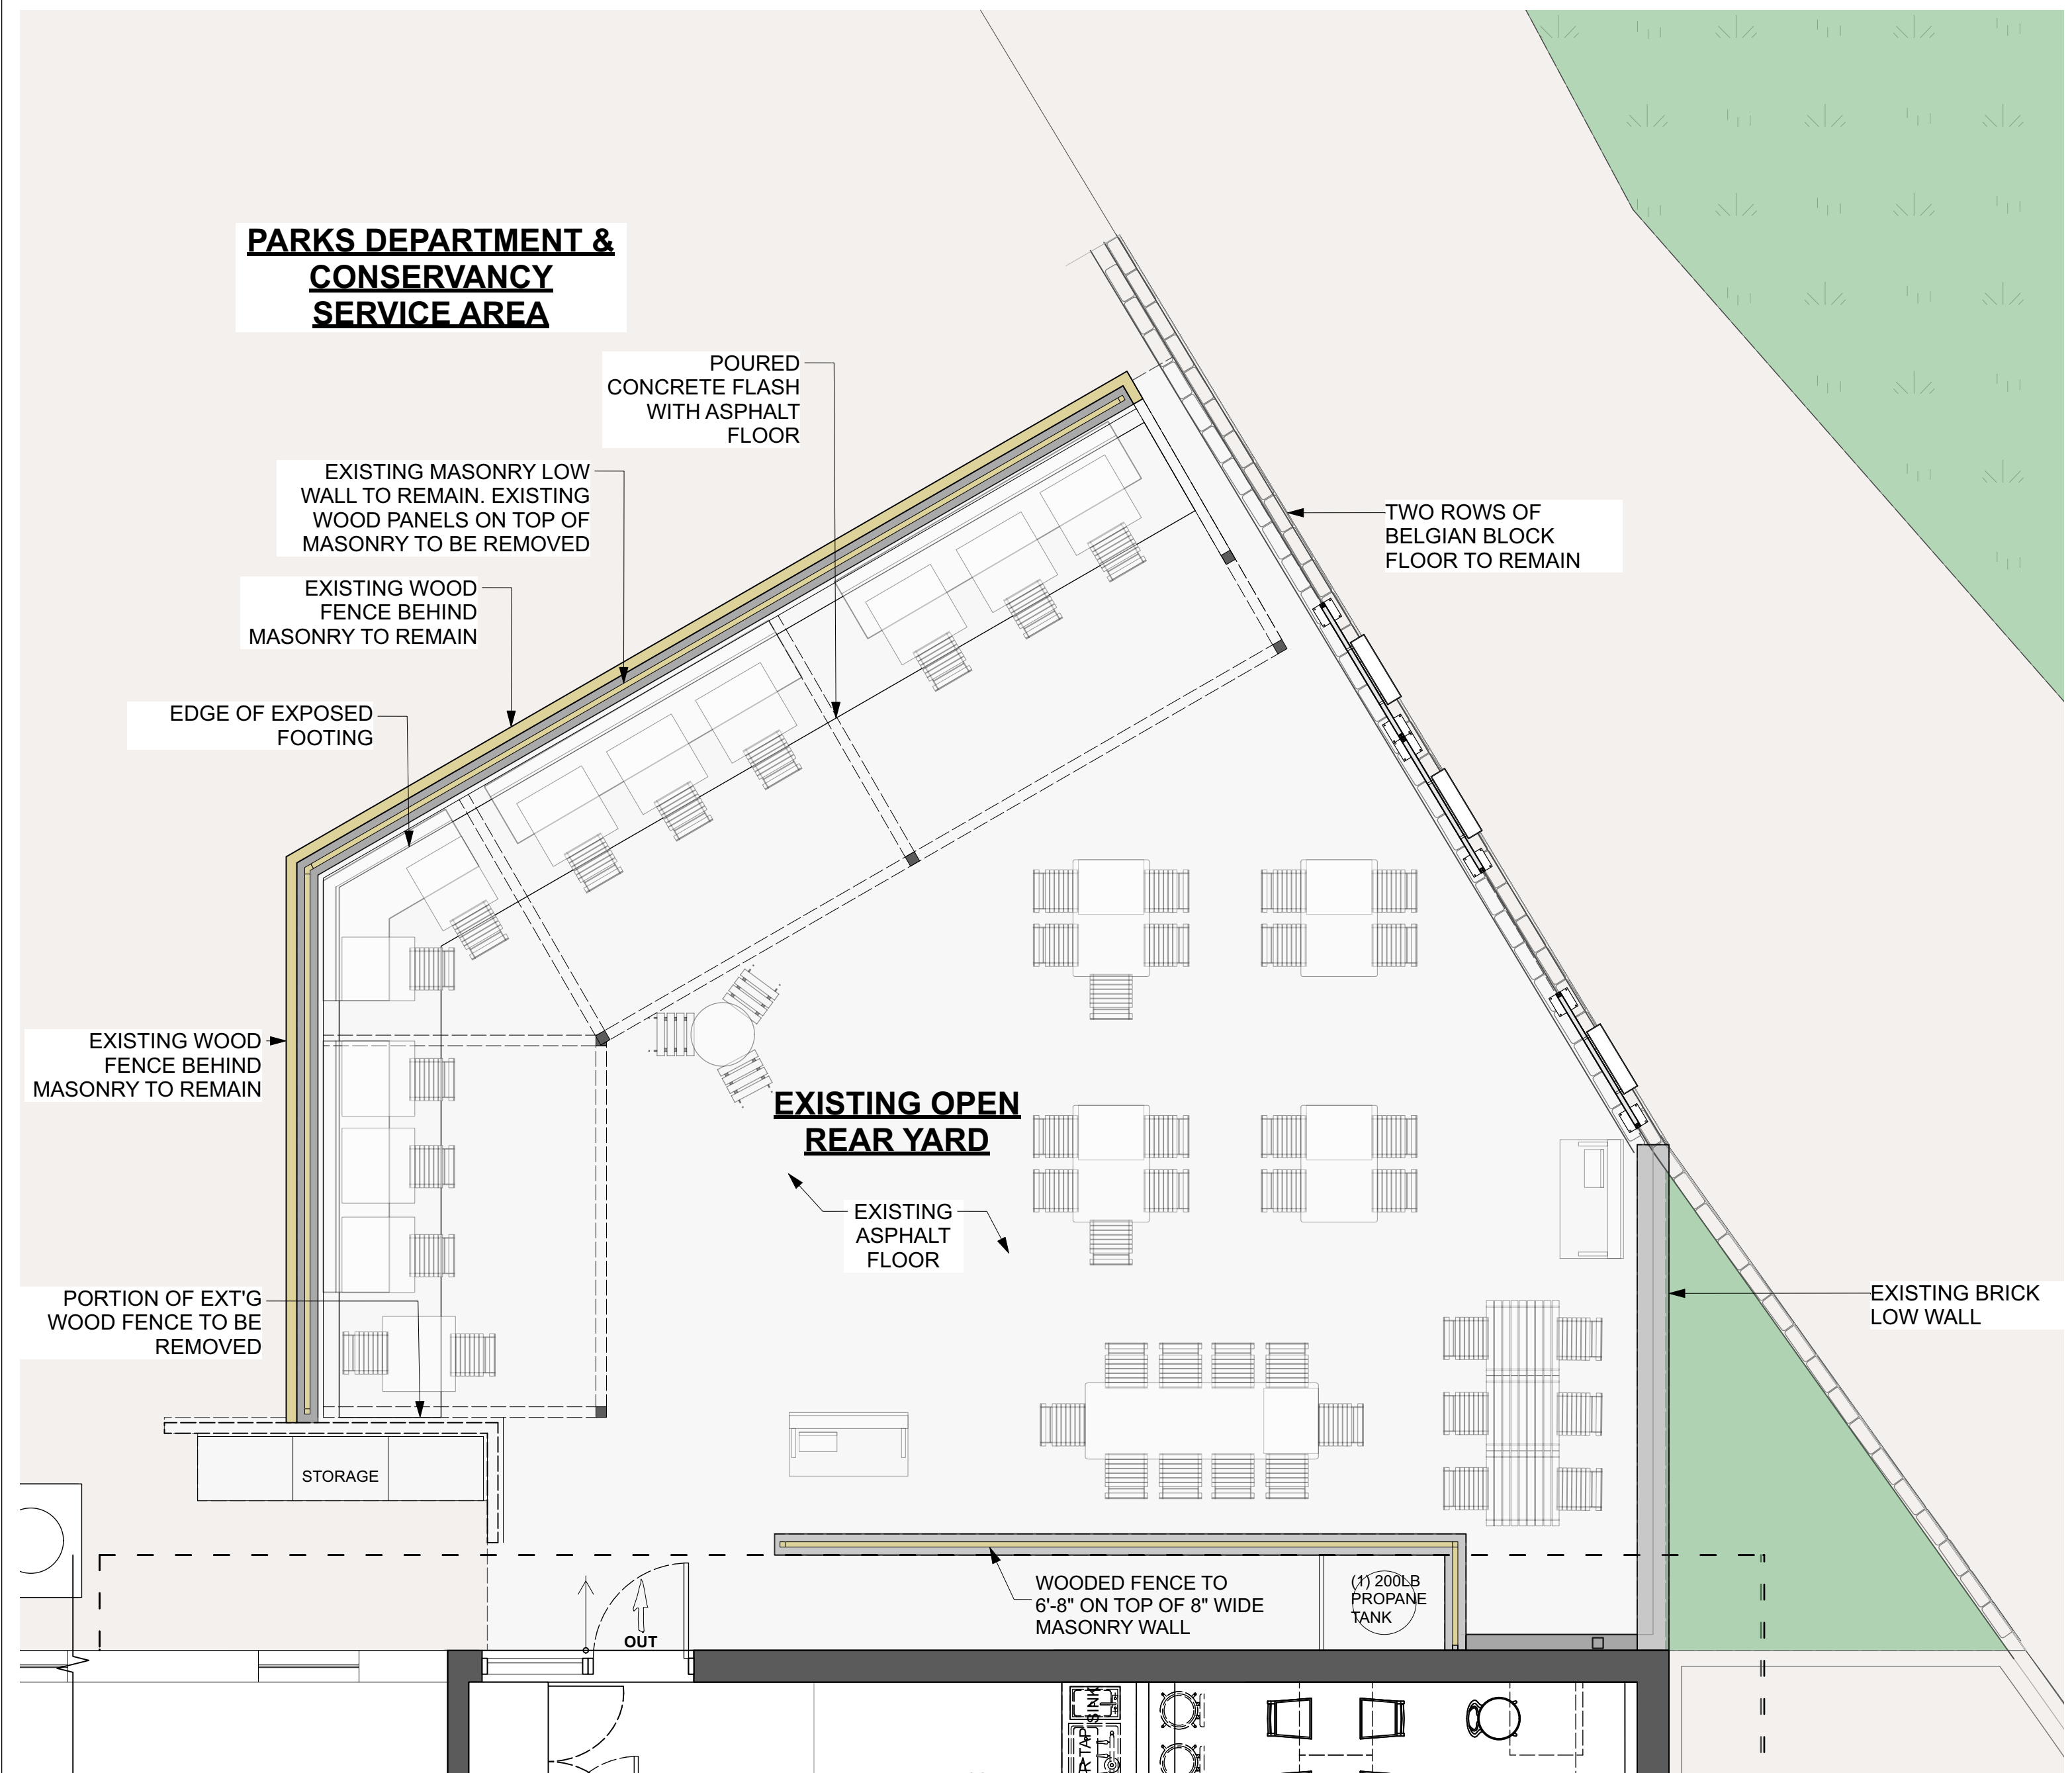 PARKS DEPARTMENT &
CONSERVANCY
SERVICE AREA
POURED
CONCRETE FLASH
WITH ASPHALT
FLOOR
EXISTING MASONRY LOW
WALL TO REMAIN. EXISTING
WOOD PANELS ON TOP OF
MASONRY TO BE REMOVED
TWO ROWS OF
BELGIAN BLOCK
FLOOR TO REMAIN
EXISTING WOOD
FENCE BEHIND
MASONRY TO REMAIN
EDGE OF EXPOSED
FOOTING
EXISTING WOOD
FENCE BEHIND
MASONRY TO REMAIN
EXISTING OPEN
REAR YARD
EXISTING
ASPHALT
FLOOR
PORTION OF EXT'G
WOOD FENCE TO BE
REMOVED
EXISTING BRICK
LOW WALL
STORAGE
WOODED FENCE TO
6'-8" ON TOP OF 8" WIDE
MASONRY WALL
(1) 200LB
PROPANE
TANK
OUT
SINK
TAP